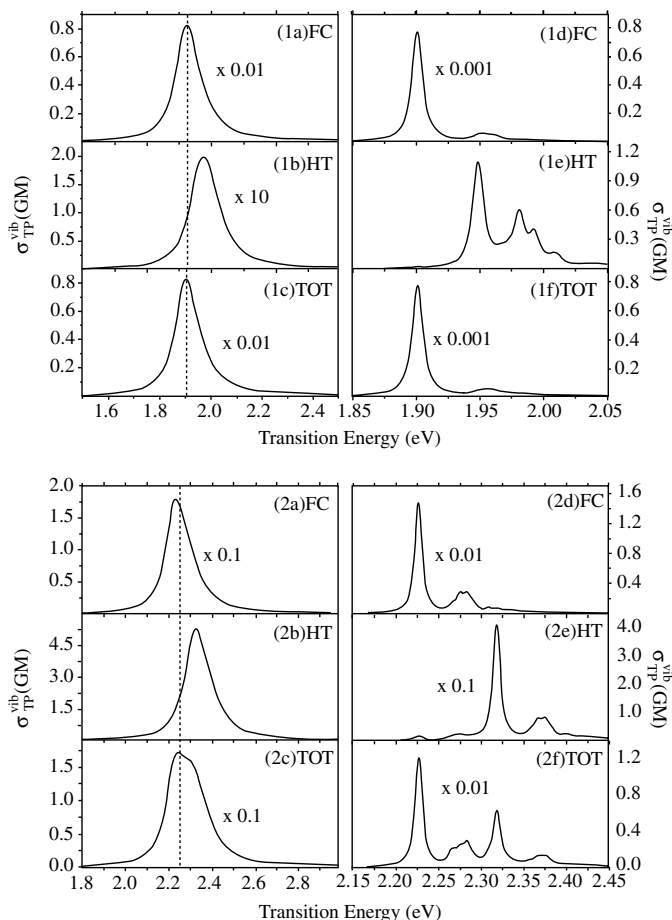 (1a)FC
x 0.01
0.8
0.6
0.4
0.2
(1d)FC
x 0.001
0.8
0.6
0.4
0.2
(1b)HT
x 10
2.0
1.5
1.0
0.5
(1e)HT
1.2
0.9
0.6
0.3
(1c)TOT
x 0.01
0.8
0.6
0.4
0.2
(1f)TOT
x 0.001
0.8
0.6
0.4
0.2
σ_TP^vib(GM)
σ_TP^vib(GM)
1.6 1.8 2.0 2.2 2.4
1.85 1.90 1.95 2.00 2.05
Transition Energy (eV)
Transition Energy (eV)
(2a)FC
x 0.1
2.0
1.5
1.0
0.5
(2d)FC
x 0.01
1.6
1.2
0.8
0.4
(2b)HT
4.5
3.0
1.5
(2e)HT
x 0.1
4.0
3.0
2.0
1.0
(2c)TOT
x 0.1
1.5
1.0
0.5
0.0
(2f)TOT
x 0.01
1.2
0.8
0.4
0.0
σ_TP^vib(GM)
σ_TP^vib(GM)
1.8 2.0 2.2 2.4 2.6 2.8
2.15 2.20 2.25 2.30 2.35 2.40 2.45
Transition Energy (eV)
Transition Energy (eV)